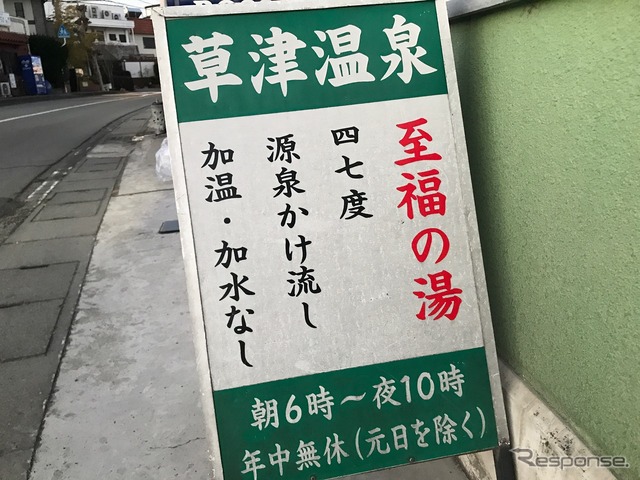 草津温泉
至福の湯
四七度
源泉かけ流し
加温・加水なし
朝6時～夜10時
年中無休(元日を除く)
Response.